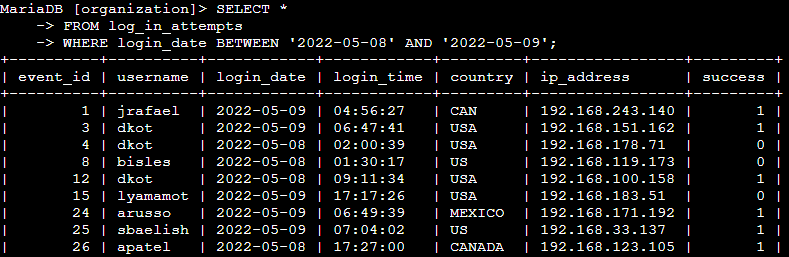 MariaDB [organization]> SELECT *
    -> FROM log_in_attempts
    -> WHERE login_date BETWEEN '2022-05-08' AND '2022-05-09';
+----------+----------+------------+------------+---------+-----------------+---------+
| event_id | username | login_date | login_time | country | ip_address      | success |
+----------+----------+------------+------------+---------+-----------------+---------+
|        1 | jrafael  | 2022-05-09 | 04:56:27   | CAN     | 192.168.243.140 |       1 |
|        3 | dkot     | 2022-05-09 | 06:47:41   | USA     | 192.168.151.162 |       1 |
|        4 | dkot     | 2022-05-08 | 02:00:39   | USA     | 192.168.178.71  |       0 |
|        8 | bisles   | 2022-05-08 | 01:30:17   | US      | 192.168.119.173 |       0 |
|       12 | dkot     | 2022-05-08 | 09:11:34   | USA     | 192.168.100.158 |       1 |
|       15 | lyamamot | 2022-05-09 | 17:17:26   | USA     | 192.168.183.51  |       0 |
|       24 | arusso   | 2022-05-09 | 06:49:39   | MEXICO  | 192.168.171.192 |       1 |
|       25 | sbaelish | 2022-05-09 | 07:04:02   | US      | 192.168.33.137  |       1 |
|       26 | apatel   | 2022-05-08 | 17:27:00   | CANADA  | 192.168.123.105 |       1 |